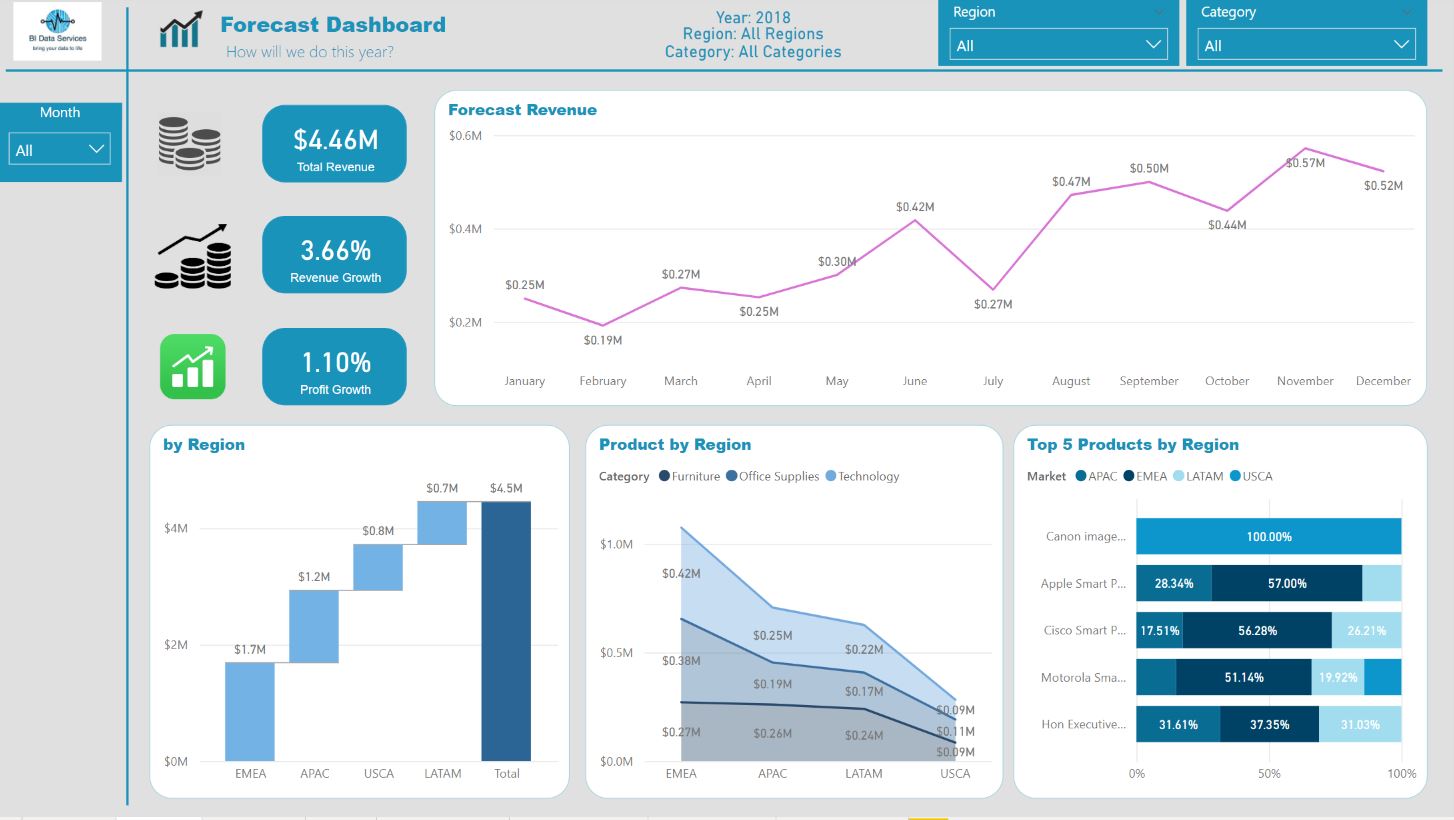 BI Data Services
bring your data to life
Forecast Dashboard
How will we do this year?
Year: 2018
Region: All Regions
Category: All Categories
Region
All
Category
All
Month
All
$4.46M
Total Revenue
3.66%
Revenue Growth
1.10%
Profit Growth
Forecast Revenue
$0.6M
$0.4M
$0.2M
$0.25M
$0.19M
$0.27M
$0.25M
$0.30M
$0.42M
$0.27M
$0.47M
$0.50M
$0.44M
$0.57M
$0.52M
January February March April May June July August September October November December
by Region
$4M
$2M
$0M
$1.7M
$1.2M
$0.8M
$0.7M
$4.5M
EMEA APAC USCA LATAM Total
Product by Region
Category Furniture Office Supplies Technology
$1.0M
$0.5M
$0.0M
$0.42M
$0.38M
$0.27M
$0.25M
$0.19M
$0.26M
$0.22M
$0.17M
$0.24M
$0.09M
$0.11M
$0.09M
EMEA APAC LATAM USCA
Top 5 Products by Region
Market APAC EMEA LATAM USCA
Canon image... 100.00%
Apple Smart P... 28.34% 57.00%
Cisco Smart P... 17.51% 56.28% 26.21%
Motorola Sma... 51.14% 19.92%
Hon Executive... 31.61% 37.35% 31.03%
0% 50% 100%